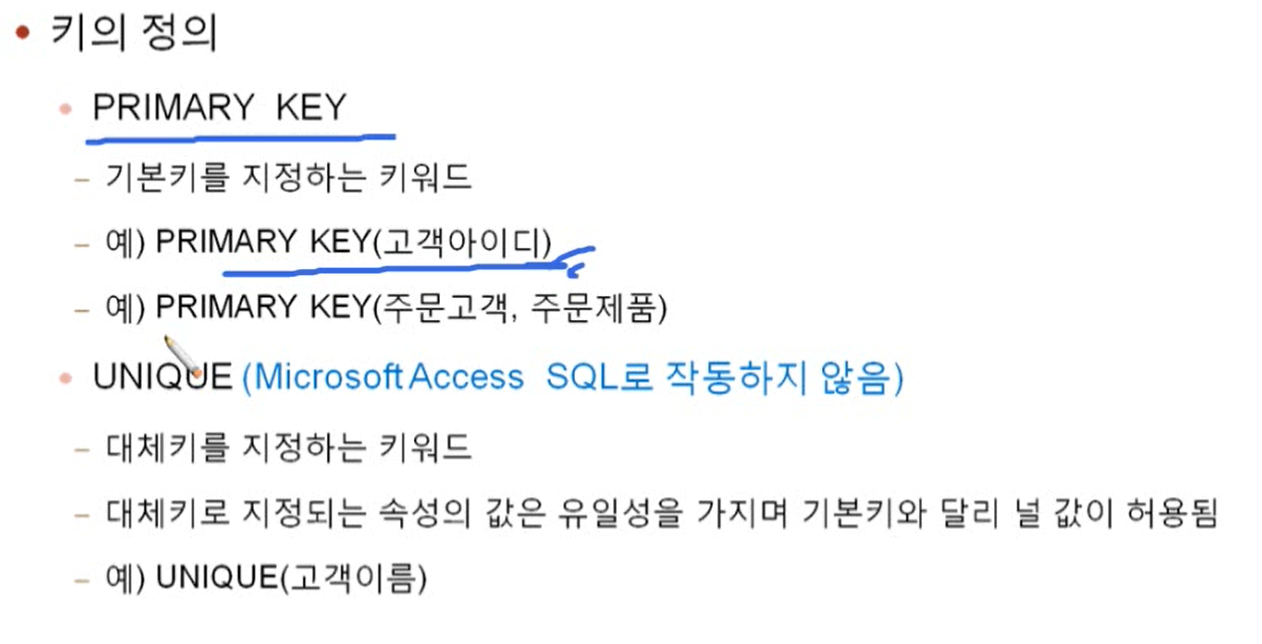 • 키의 정의
• PRIMARY KEY
– 기본키를 지정하는 키워드
– 예) PRIMARY KEY(고객아이디)
– 예) PRIMARY KEY(주문고객, 주문제품)
• UNIQUE (Microsoft Access SQL로 작동하지 않음)
– 대체키를 지정하는 키워드
– 대체키로 지정되는 속성의 값은 유일성을 가지며 기본키와 달리 널 값이 허용됨
– 예) UNIQUE(고객이름)